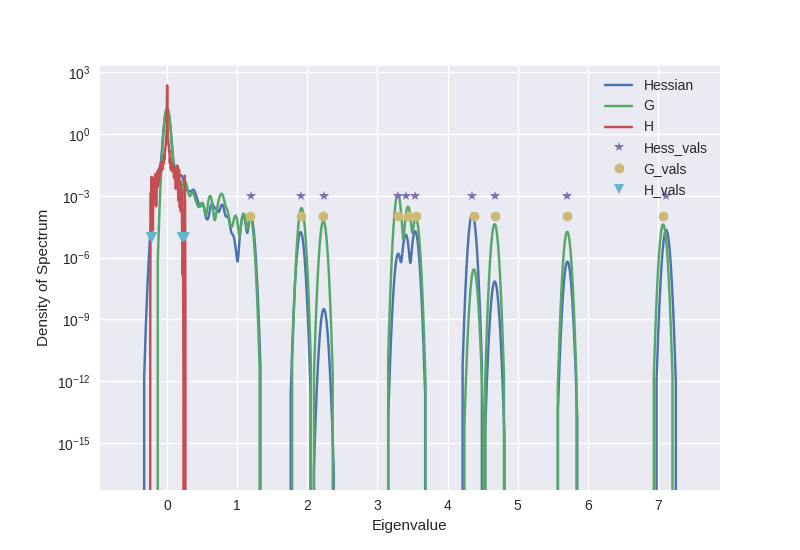 10^3
10^0
10^-3
10^-6
10^-9
10^-12
10^-15
Density of Spectrum
Hessian
G
H
Hess_vals
G_vals
H_vals
0 1 2 3 4 5 6 7
Eigenvalue